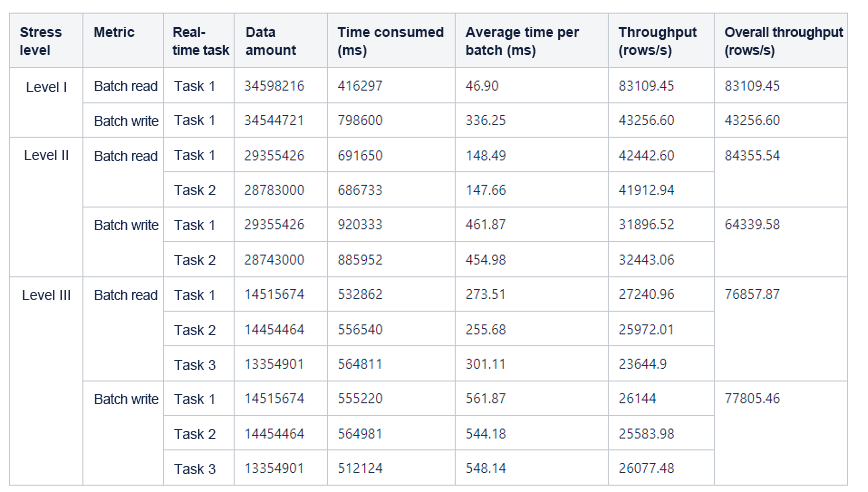 Stress level | Metric | Real-time task | Data amount | Time consumed (ms) | Average time per batch (ms) | Throughput (rows/s) | Overall throughput (rows/s)
Level I | Batch read | Task 1 | 34598216 | 416297 | 46.90 | 83109.45 | 83109.45
Batch write | Task 1 | 34544721 | 798600 | 336.25 | 43256.60 | 43256.60
Level II | Batch read | Task 1 | 29355426 | 691650 | 148.49 | 42442.60 | 84355.54
Task 2 | 28783000 | 686733 | 147.66 | 41912.94
Batch write | Task 1 | 29355426 | 920333 | 461.87 | 31896.52 | 64339.58
Task 2 | 28743000 | 885952 | 454.98 | 32443.06
Level III | Batch read | Task 1 | 14515674 | 532862 | 273.51 | 27240.96 | 76857.87
Task 2 | 14454464 | 556540 | 255.68 | 25972.01
Task 3 | 13354901 | 564811 | 301.11 | 23644.9
Batch write | Task 1 | 14515674 | 555220 | 561.87 | 26144 | 77805.46
Task 2 | 14454464 | 564981 | 544.18 | 25583.98
Task 3 | 13354901 | 512124 | 548.14 | 26077.48